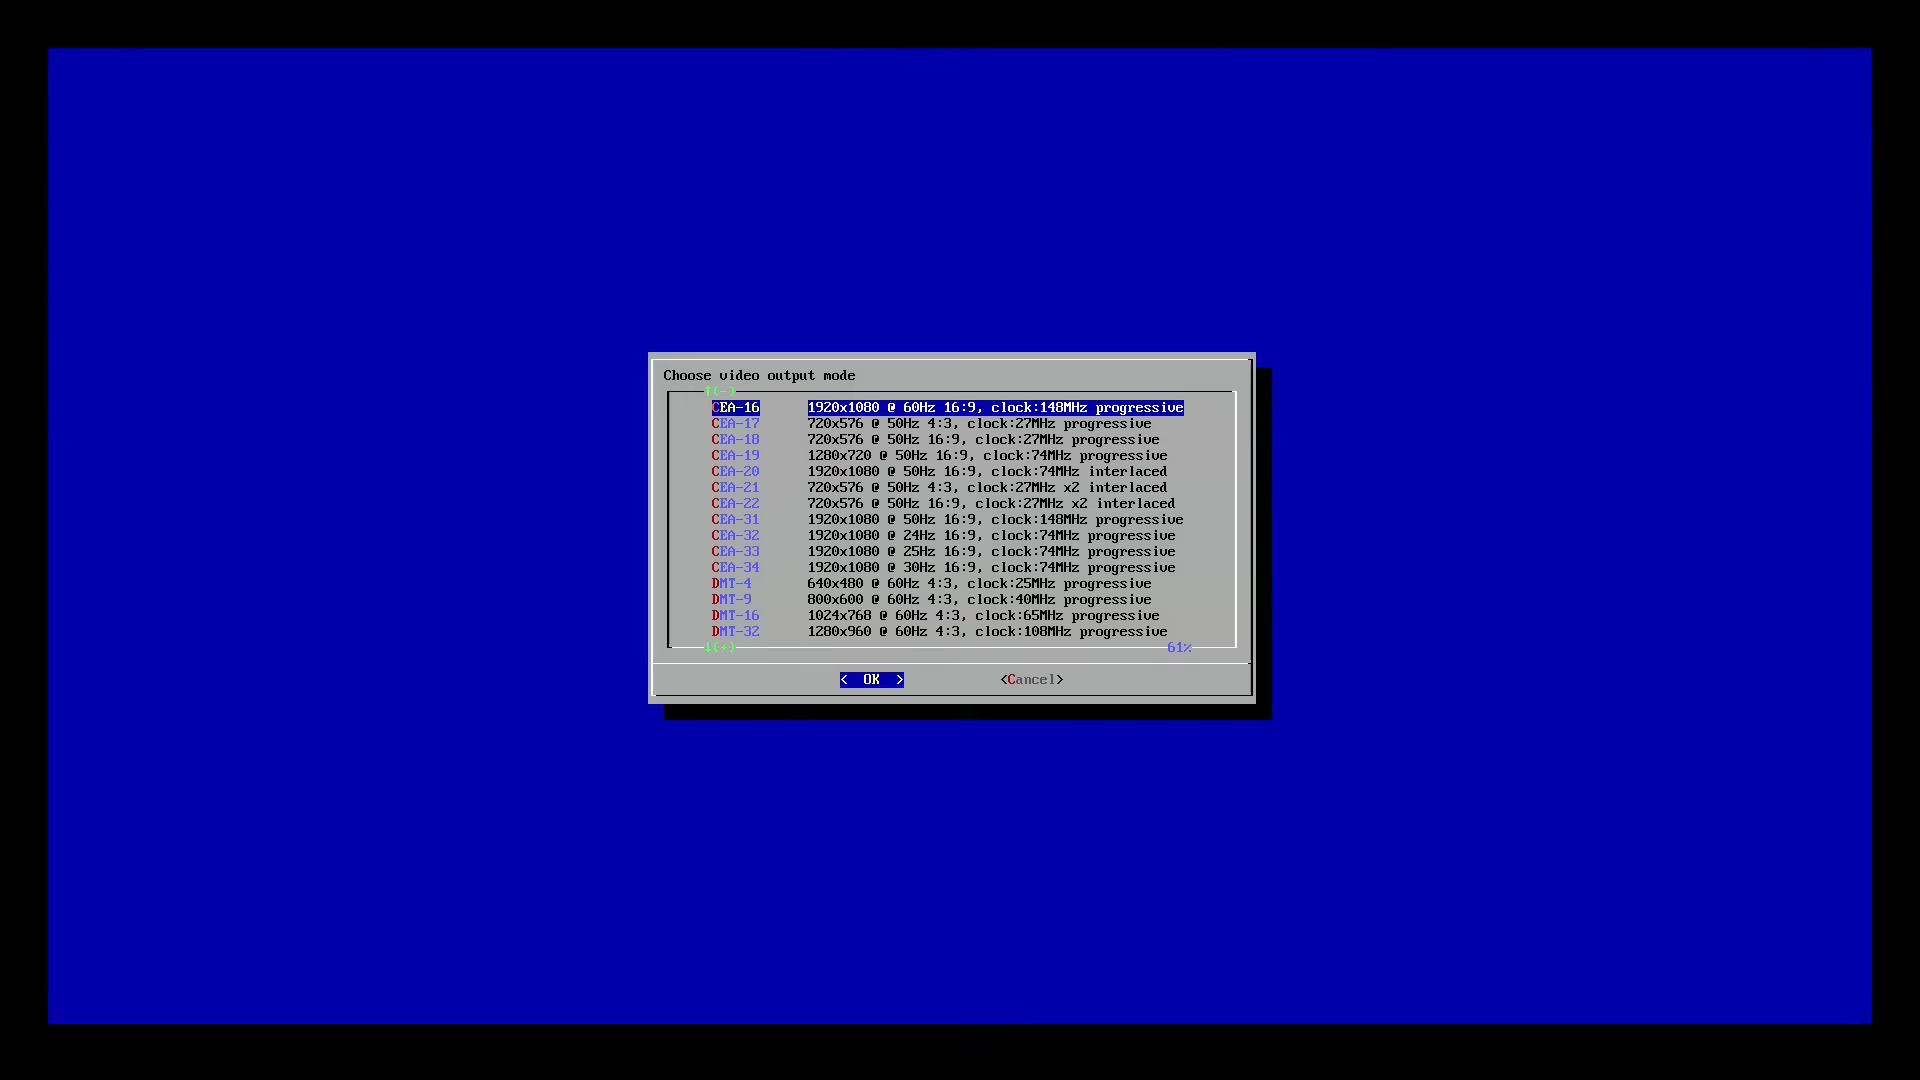 Choose video output mode
↑(-)
CEA-16 1920x1080 @ 60Hz 16:9, clock:148MHz progressive
CEA-17 720x576 @ 50Hz 4:3, clock:27MHz progressive
CEA-18 720x576 @ 50Hz 16:9, clock:27MHz progressive
CEA-19 1280x720 @ 50Hz 16:9, clock:74MHz progressive
CEA-20 1920x1080 @ 50Hz 16:9, clock:74MHz interlaced
CEA-21 720x576 @ 50Hz 4:3, clock:27MHz x2 interlaced
CEA-22 720x576 @ 50Hz 16:9, clock:27MHz x2 interlaced
CEA-31 1920x1080 @ 50Hz 16:9, clock:148MHz progressive
CEA-32 1920x1080 @ 24Hz 16:9, clock:74MHz progressive
CEA-33 1920x1080 @ 25Hz 16:9, clock:74MHz progressive
CEA-34 1920x1080 @ 30Hz 16:9, clock:74MHz progressive
DMT-4 640x480 @ 60Hz 4:3, clock:25MHz progressive
DMT-9 800x600 @ 60Hz 4:3, clock:40MHz progressive
DMT-16 1024x768 @ 60Hz 4:3, clock:65MHz progressive
DMT-32 1280x960 @ 60Hz 4:3, clock:108MHz progressive
↓(+) 61%
< OK > <Cancel>